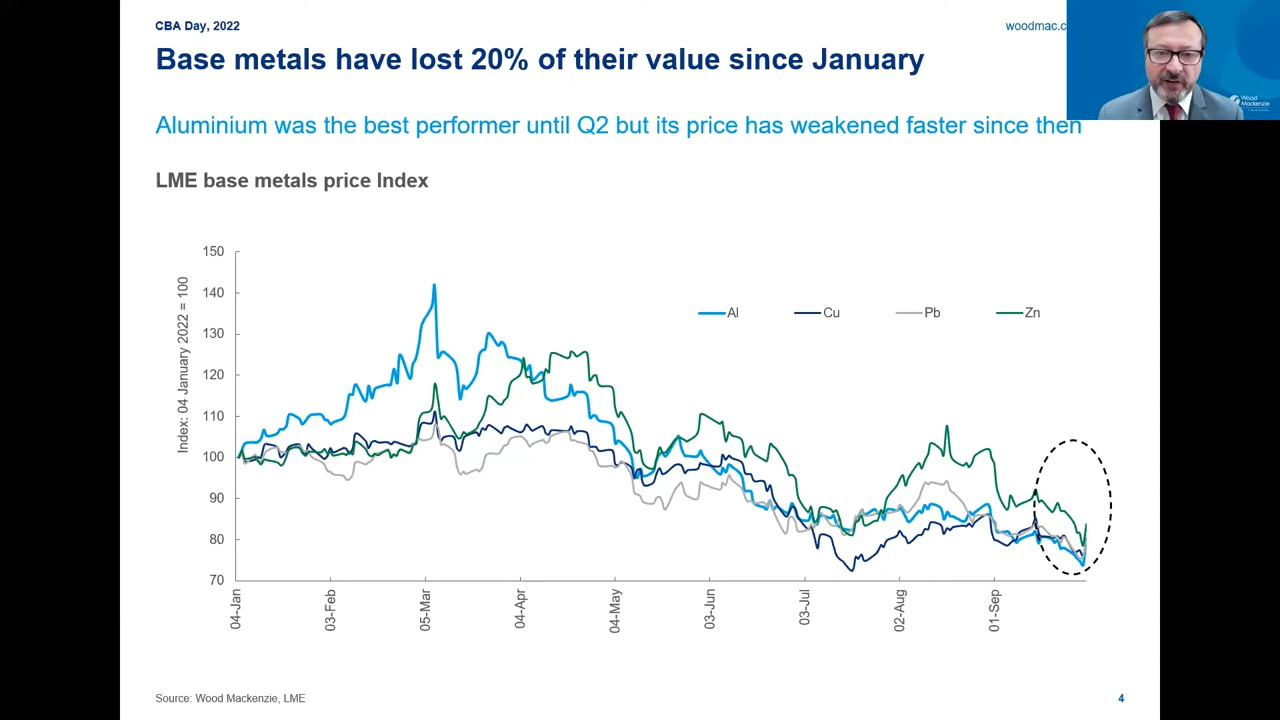 CBA Day, 2022
woodmac.c
Base metals have lost 20% of their value since January
Wood
Mackenzie
Aluminium was the best performer until Q2 but its price has weakened faster since then
LME base metals price Index
Index: 04 January 2022 = 100
150
140
130
120
110
100
90
80
70
Al
Cu
Pb
Zn
04-Jan
03-Feb
05-Mar
04-Apr
04-May
03-Jun
03-Jul
02-Aug
01-Sep
Source: Wood Mackenzie, LME
4